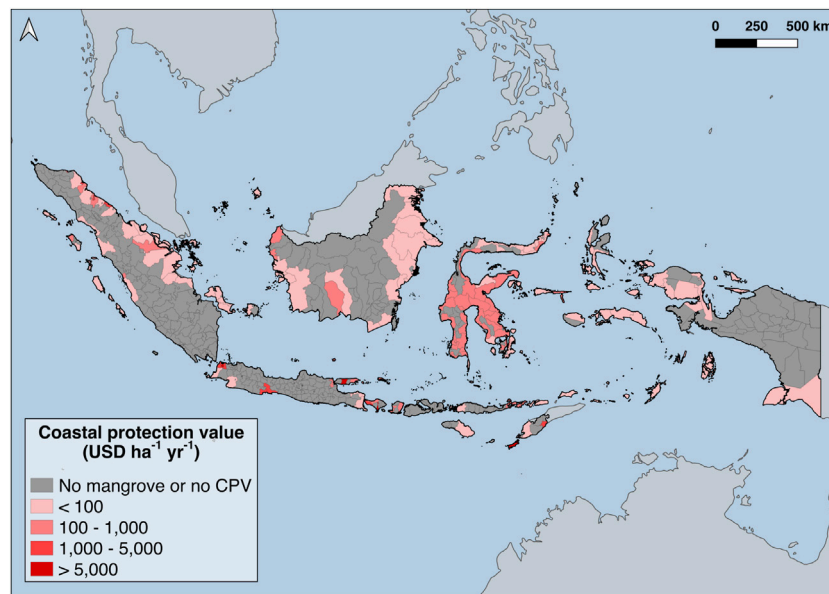 0 250 500 km
Coastal protection value
(USD ha⁻¹ yr⁻¹)
No mangrove or no CPV
< 100
100 - 1,000
1,000 - 5,000
> 5,000